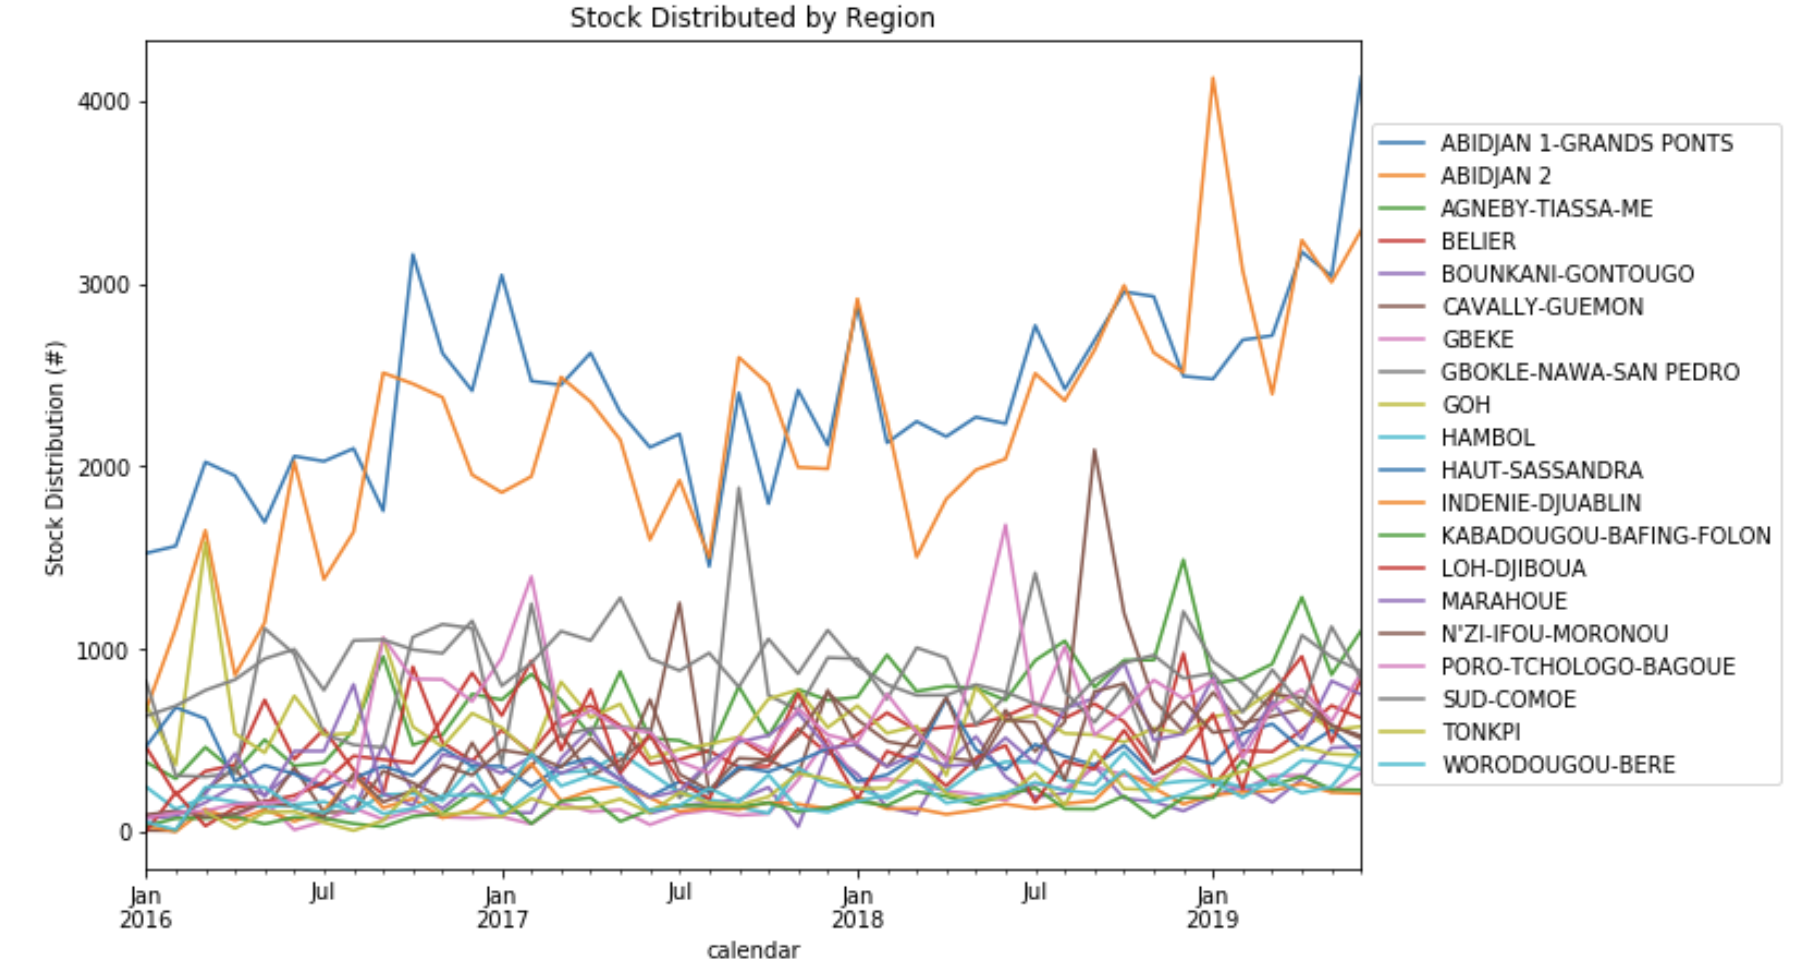 Stock Distributed by Region
4000
3000
2000
1000
0
Stock Distribution (#)
Jan
2016
Jul
Jan
2017
Jul
Jan
2018
Jul
Jan
2019
calendar
ABIDJAN 1-GRANDS PONTS
ABIDJAN 2
AGNEBY-TIASSA-ME
BELIER
BOUNKANI-GONTOUGO
CAVALLY-GUEMON
GBEKE
GBOKLE-NAWA-SAN PEDRO
GOH
HAMBOL
HAUT-SASSANDRA
INDENIE-DJUABLIN
KABADOUGOU-BAFING-FOLON
LOH-DJIBOUA
MARAHOUE
N'ZI-IFOU-MORONOU
PORO-TCHOLOGO-BAGOUE
SUD-COMOE
TONKPI
WORODOUGOU-BERE